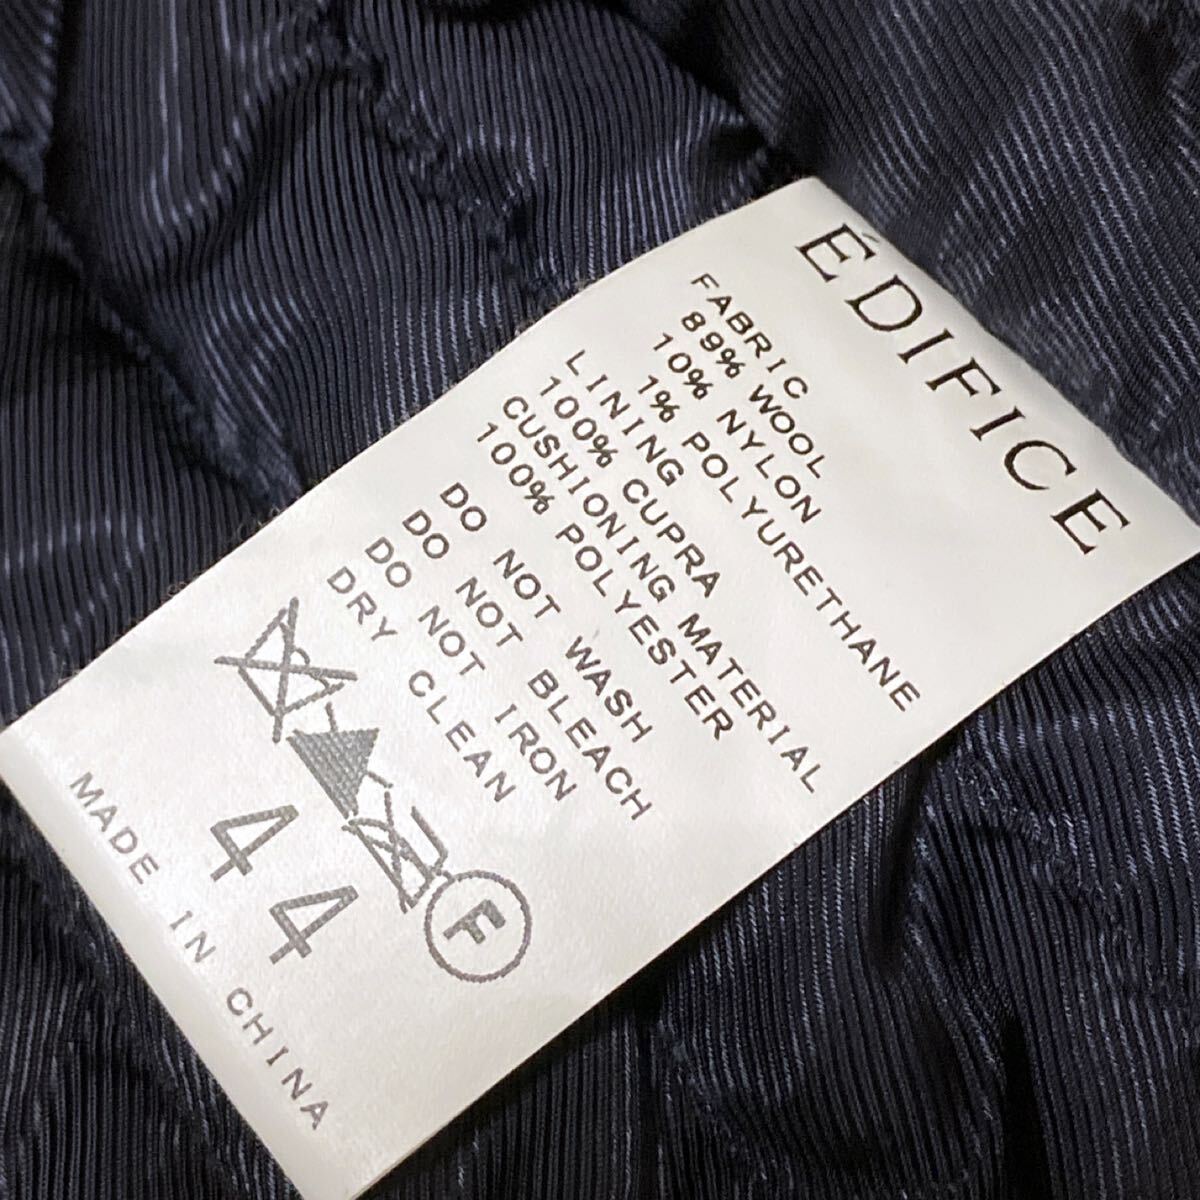 ÉDIFICE
FABRIC
89% WOOL
10% NYLON
1% POLYURETHANE
LINING
100% CUPRA
CUSHIONING MATERIAL
100% POLYESTER
DO NOT WASH
DO NOT BLEACH
DO NOT IRON
DRY CLEAN
F
44
MADE IN CHINA